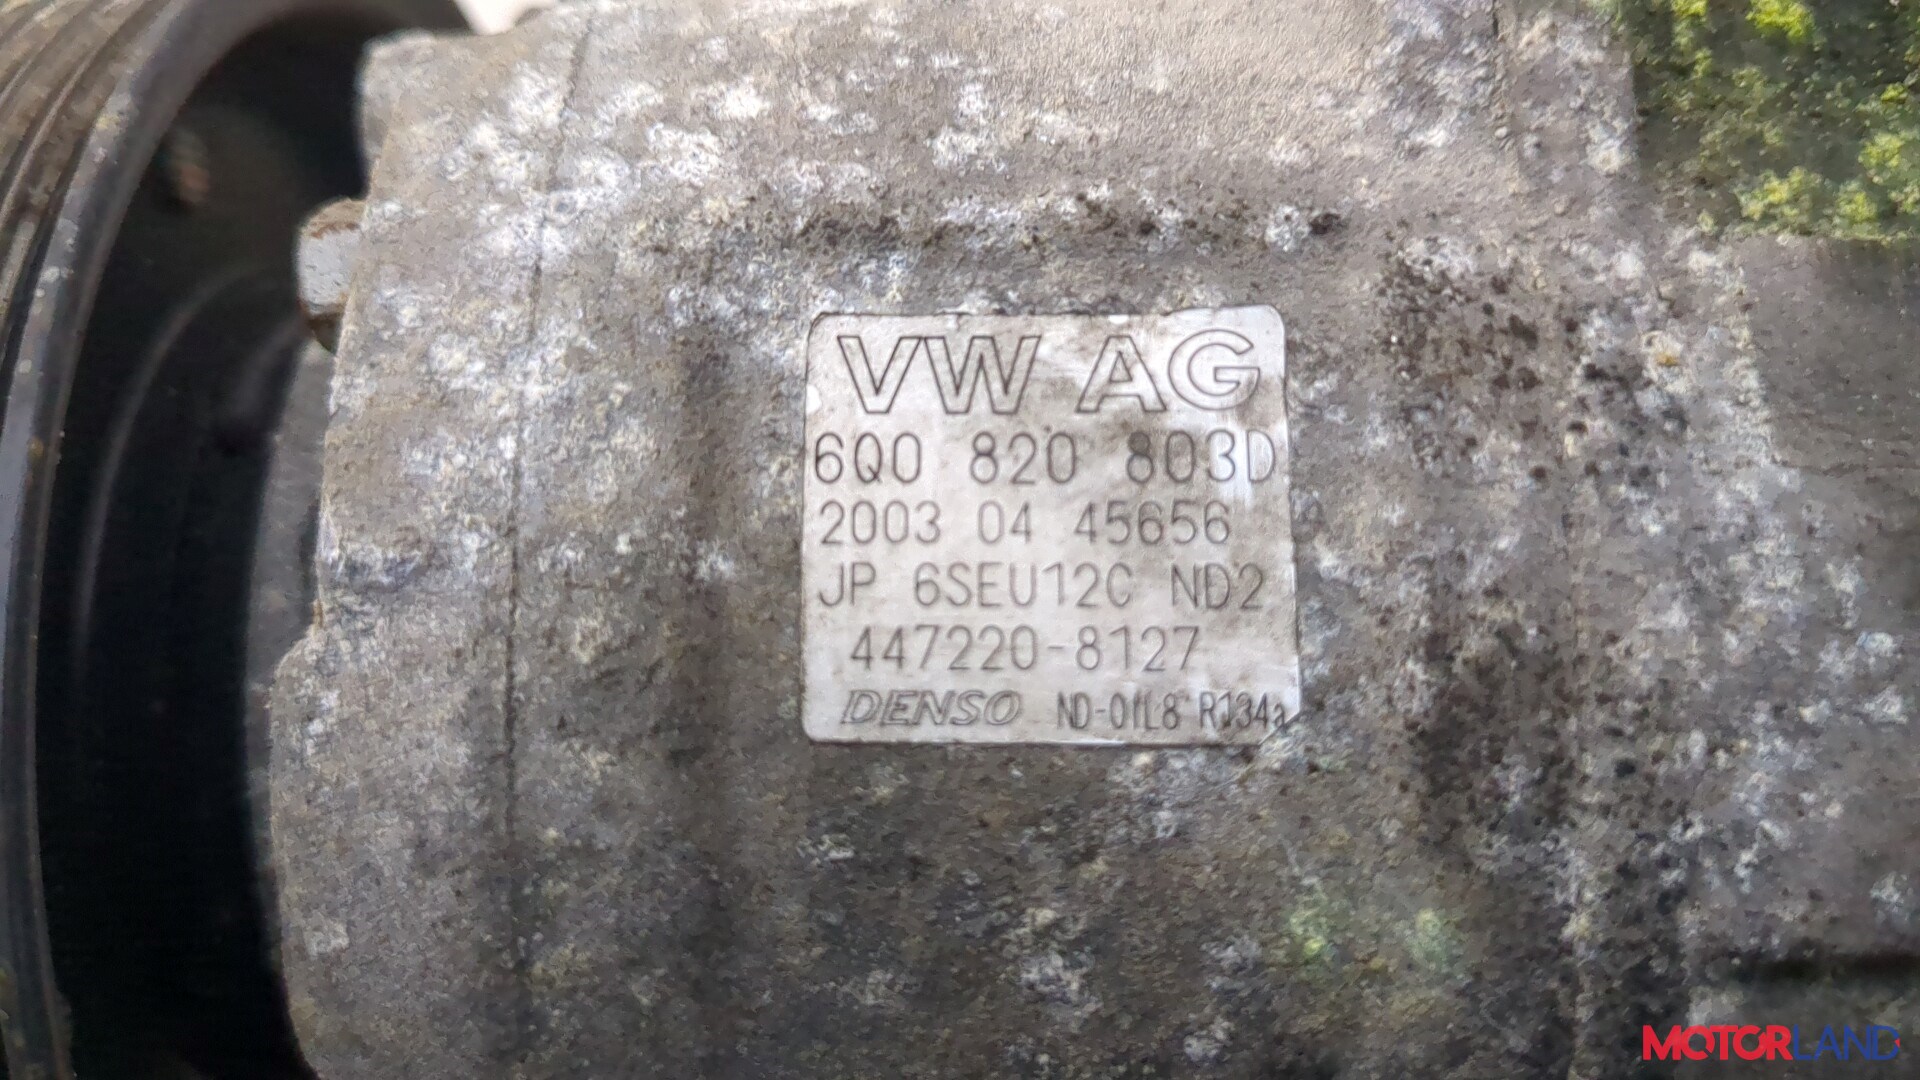 VW AG
6Q0 820 803D
2003 04 45656
JP 6SEU12C ND2
447220-8127
DENSO ND-OIL8 R134a
MOTORLAND